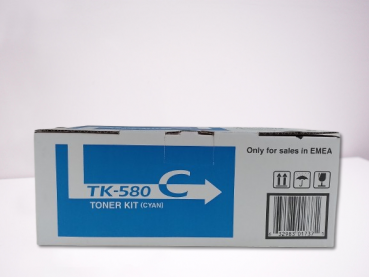 Only for sales in EMEA
TK-580 C
TONER KIT (CYAN)